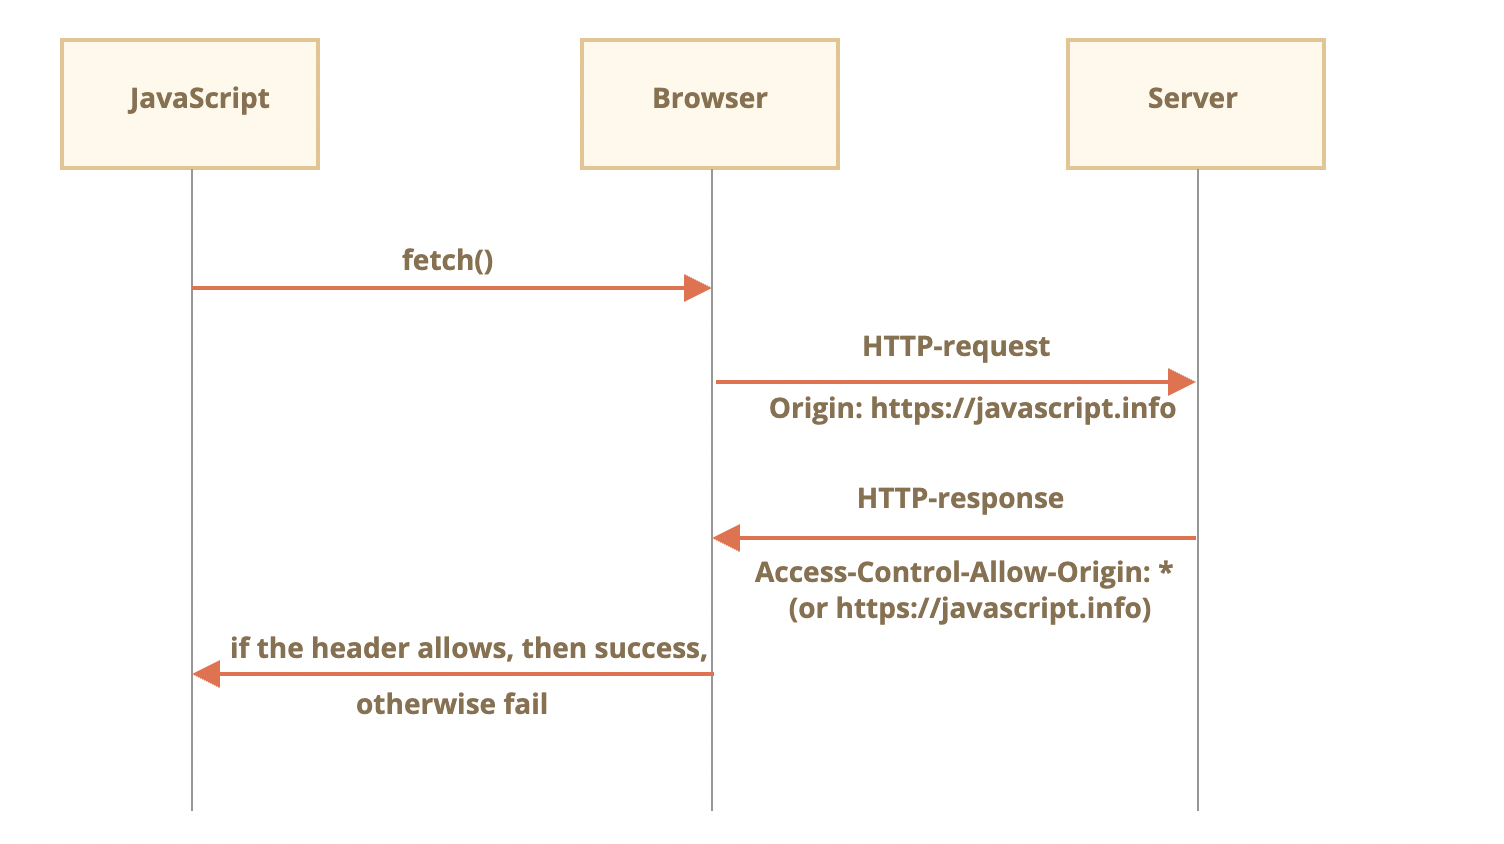 JavaScript
Browser
Server
fetch()
HTTP-request
Origin: https://javascript.info
HTTP-response
Access-Control-Allow-Origin: *
(or https://javascript.info)
if the header allows, then success,
otherwise fail